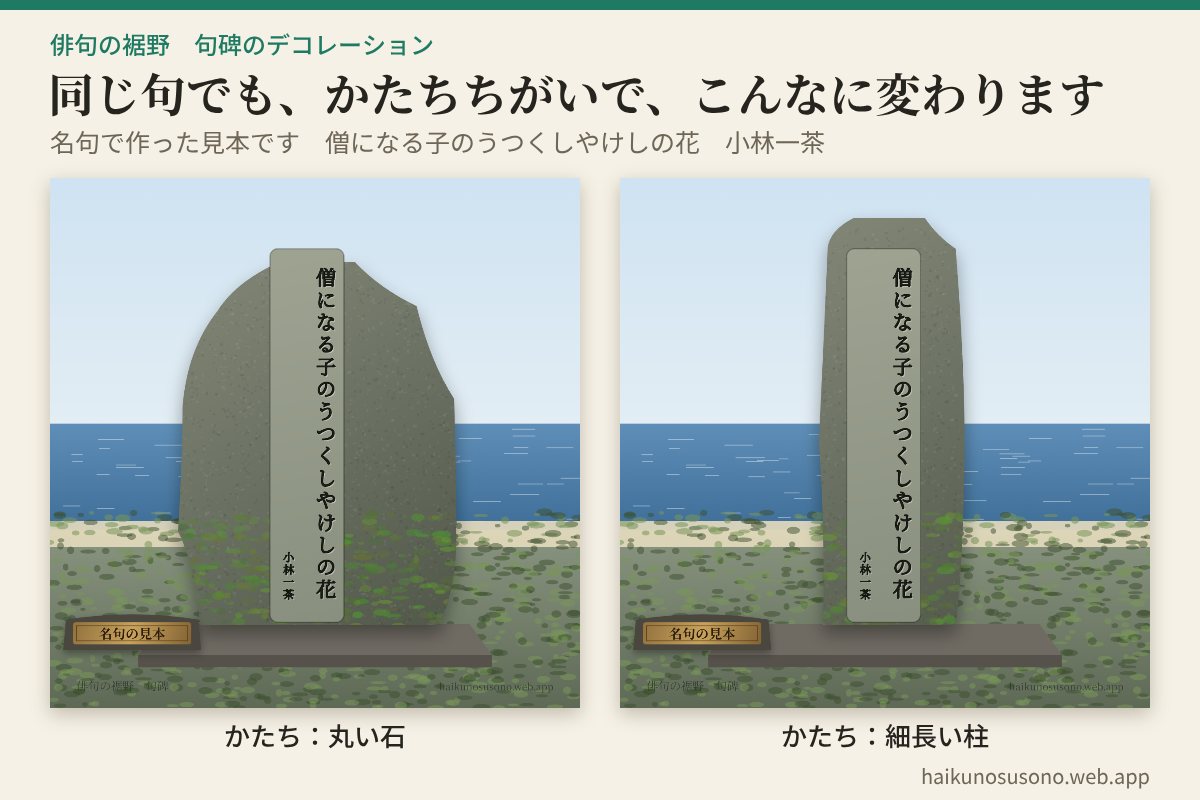 俳句の裾野　句碑のデコレーション
同じ句でも、かたちちがいで、こんなに変わります
名句で作った見本です　僧になる子のうつくしやけしの花　小林一茶
僧になる子のうつくしやけしの花
小林一茶
名句の見本
俳句の裾野　句碑
haikunosusono.web.app
かたち：丸い石
僧になる子のうつくしやけしの花
小林一茶
名句の見本
俳句の裾野　句碑
haikunosusono.web.app
かたち：細長い柱
haikunosusono.web.app